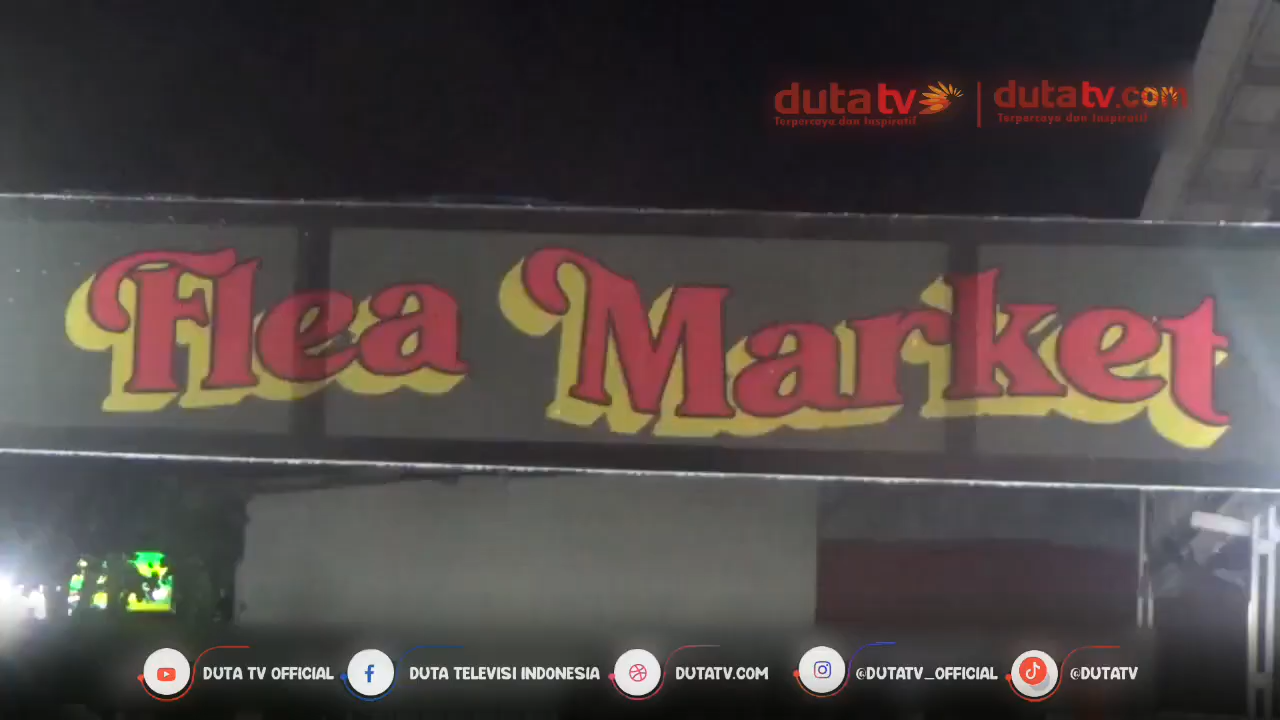 dutatv | dutatv.com
Terpercaya dan Inspiratif Terpercaya dan Inspiratif
Flea Market
DUTA TV OFFICIAL DUTA TELEVISI INDONESIA DUTATV.COM @DUTATV_OFFICIAL @DUTATV